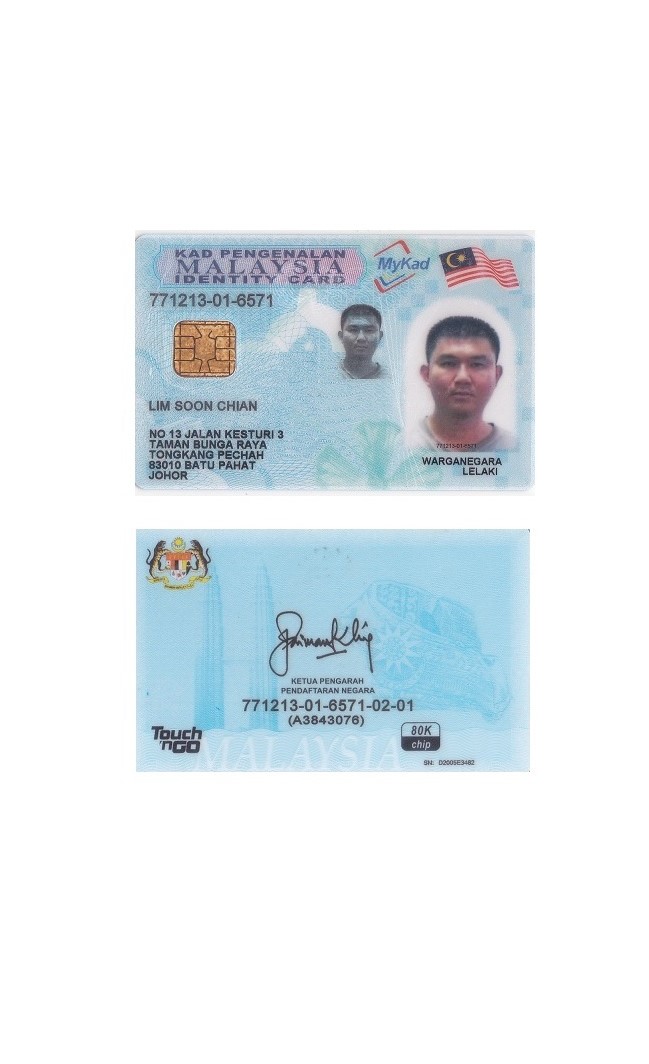 KAD PENGENALAN
MALAYSIA
IDENTITY CARD
MyKad
771213-01-6571
LIM SOON CHIAN
NO 13 JALAN KESTURI 3
TAMAN BUNGA RAYA
TONGKANG PECHAH
83010 BATU PAHAT
JOHOR
771213-01-6571
WARGANEGARA
LELAKI
KETUA PENGARAH
PENDAFTARAN NEGARA
771213-01-6571-02-01
(A3843076)
Touch
'nGO
80K
chip
MALAYSIA
SN: D2005E3482